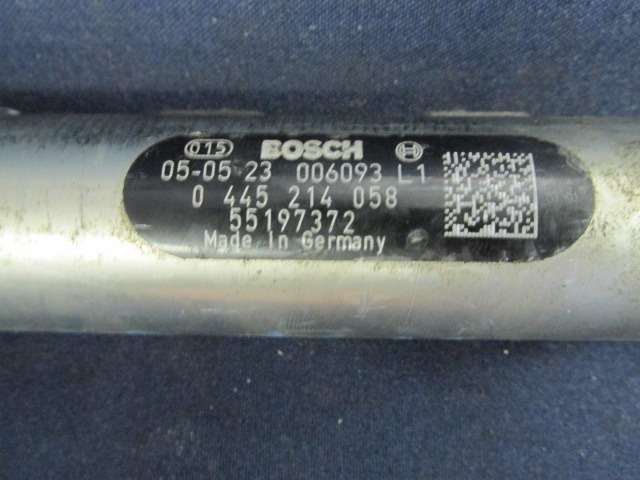 015 BOSCH
05-05-23 006093 L1
0 445 214 058
55197372
Made in Germany